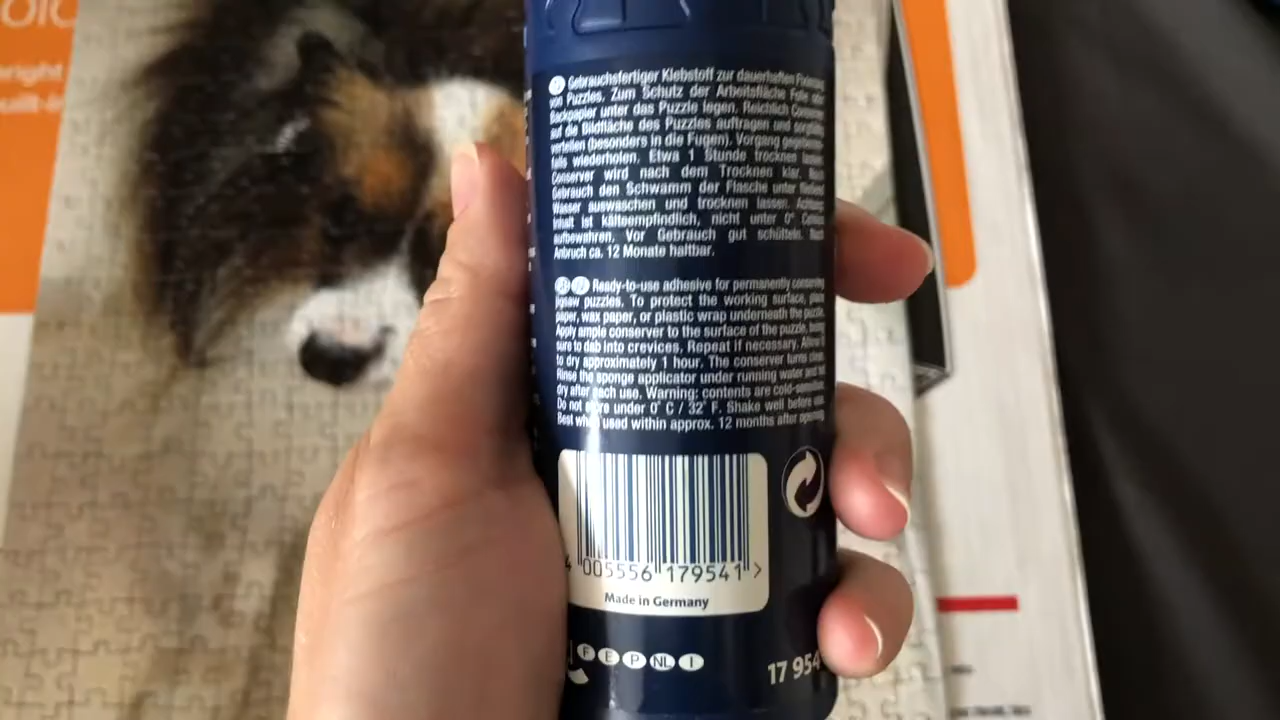 Gebrauchsfertiger Klebstoff zur dauerhaften
von Puzzles. Zum Schutz der Arbeitsfläche Folie oder
Backpapier unter das Puzzle legen. Reichlich
auf die Bildfläche des Puzzles auftragen und sorgfältig
verteilen (besonders in die Fugen). Vorgang
falls wiederholen. Etwa 1 Stunde trocknen lassen.
Conserver wird nach dem Trocknen klar. Nach
Gebrauch den Schwamm der Flasche unter
Wasser auswaschen und trocknen lassen. Achtung:
Inhalt ist kälteempfindlich, nicht unter 0° Celsius
aufbewahren. Vor Gebrauch gut schütteln. Nach
Anbruch ca. 12 Monate haltbar.
Ready-to-use adhesive for permanently conserving
jigsaw puzzles. To protect the working surface, place
paper, wax paper, or plastic wrap underneath the puzzle.
Apply ample conserver to the surface of the puzzle, being
sure to dab into crevices. Repeat if necessary. Allow it
to dry approximately 1 hour. The conserver turns clear.
Rinse the sponge applicator under running water and let
dry after each use. Warning: contents are cold-sensitive.
Do not store under 0° C / 32° F. Shake well before use.
Best when used within approx. 12 months after opening.
4 005556 179541 >
Made in Germany
F E P NL I
17 954